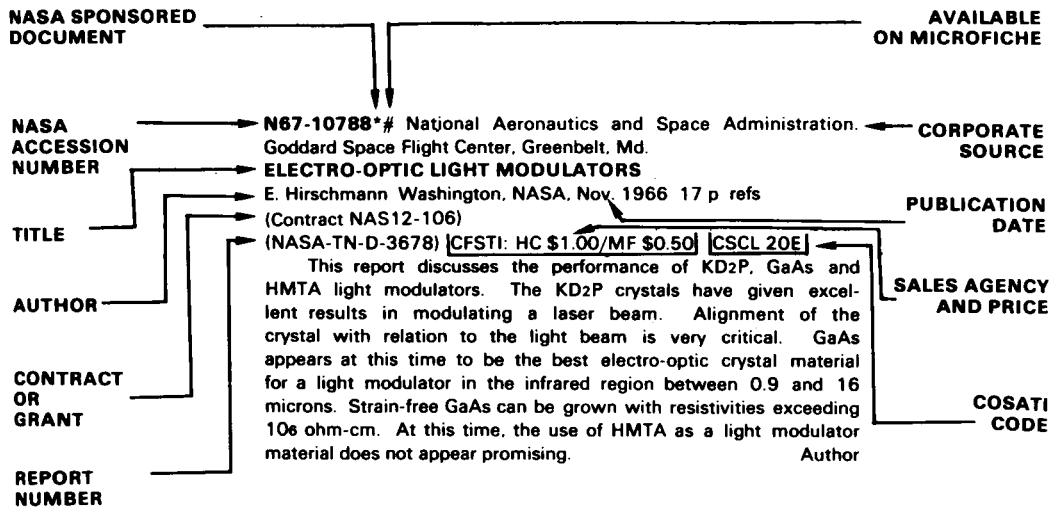 NASA SPONSORED
DOCUMENT
AVAILABLE
ON MICROFICHE
NASA
ACCESSION
NUMBER
N67-10788*# National Aeronautics and Space Administration.
Goddard Space Flight Center, Greenbelt, Md.
CORPORATE
SOURCE
ELECTRO-OPTIC LIGHT MODULATORS
E. Hirschmann Washington, NASA, Nov. 1966 17 p refs
PUBLICATION
DATE
TITLE
(Contract NAS12-106)
(NASA-TN-D-3678) CFSTI: HC $1.00/MF $0.50 CSCL 20E
SALES AGENCY
AND PRICE
AUTHOR
This report discusses the performance of KD2P, GaAs and
HMTA light modulators. The KD2P crystals have given excel-
lent results in modulating a laser beam. Alignment of the
crystal with relation to the light beam is very critical. GaAs
appears at this time to be the best electro-optic crystal material
for a light modulator in the infrared region between 0.9 and 16
microns. Strain-free GaAs can be grown with resistivities exceeding
106 ohm-cm. At this time, the use of HMTA as a light modulator
material does not appear promising. Author
CONTRACT
OR
GRANT
COSATI
CODE
REPORT
NUMBER